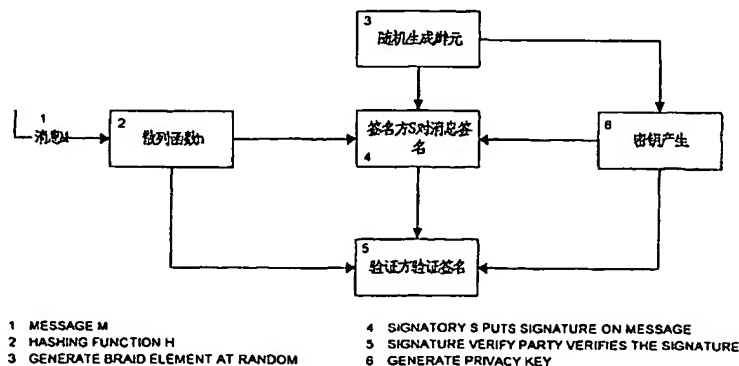 3
随机生成辫元
1
消息M
2
散列函数h
签名方S对消息签
名
4
6
密钥产生
5
验证方验证签名
1 MESSAGE M
2 HASHING FUNCTION H
3 GENERATE BRAID ELEMENT AT RANDOM
4 SIGNATORY S PUTS SIGNATURE ON MESSAGE
5 SIGNATURE VERIFY PARTY VERIFIES THE SIGNATURE
6 GENERATE PRIVACY KEY